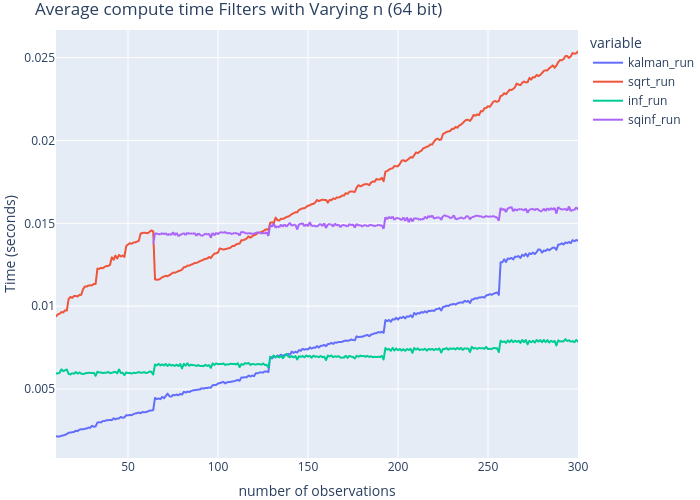 Average compute time Filters with Varying n (64 bit)
variable
kalman_run
sqrt_run
inf_run
sqinf_run
Time (seconds)
0.025
0.02
0.015
0.01
0.005
50 100 150 200 250 300
number of observations